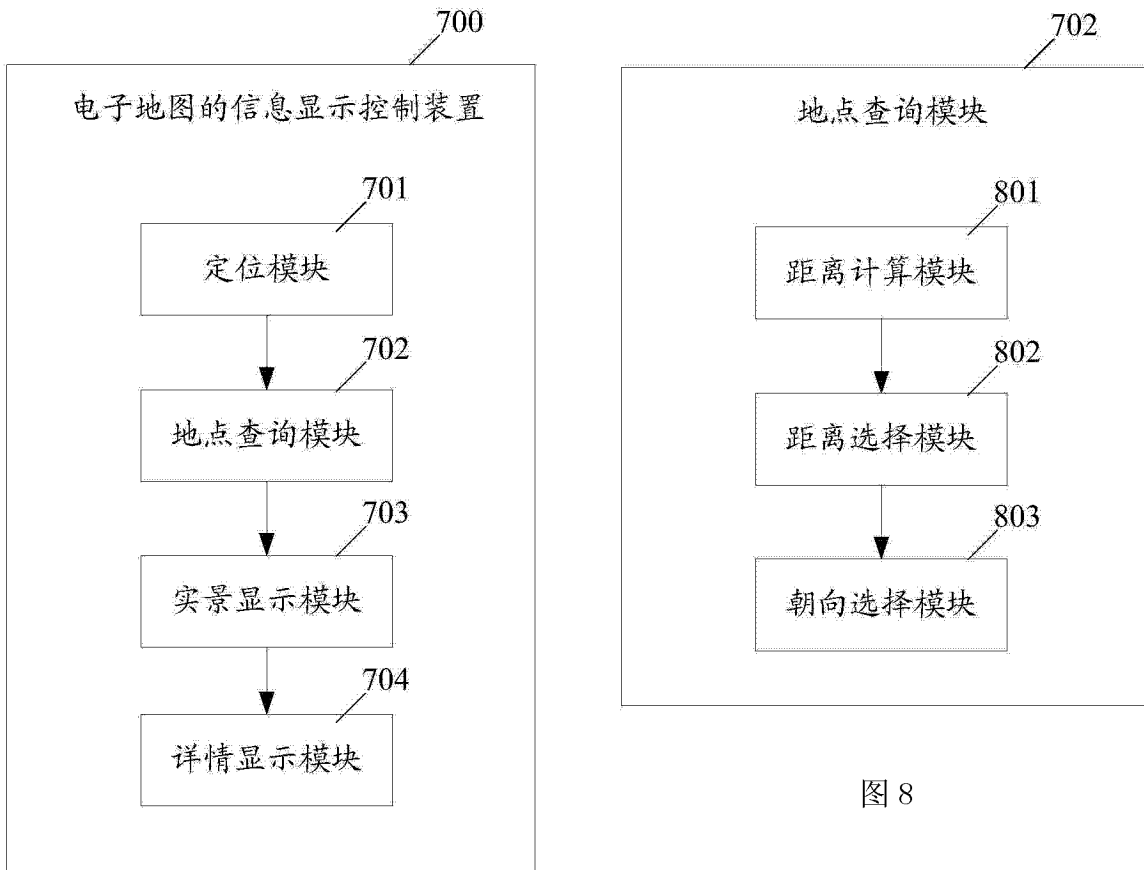 700
电子地图的信息显示控制装置
701
定位模块
702
地点查询模块
703
实景显示模块
704
详情显示模块
702
地点查询模块
801
距离计算模块
802
距离选择模块
803
朝向选择模块
图 8